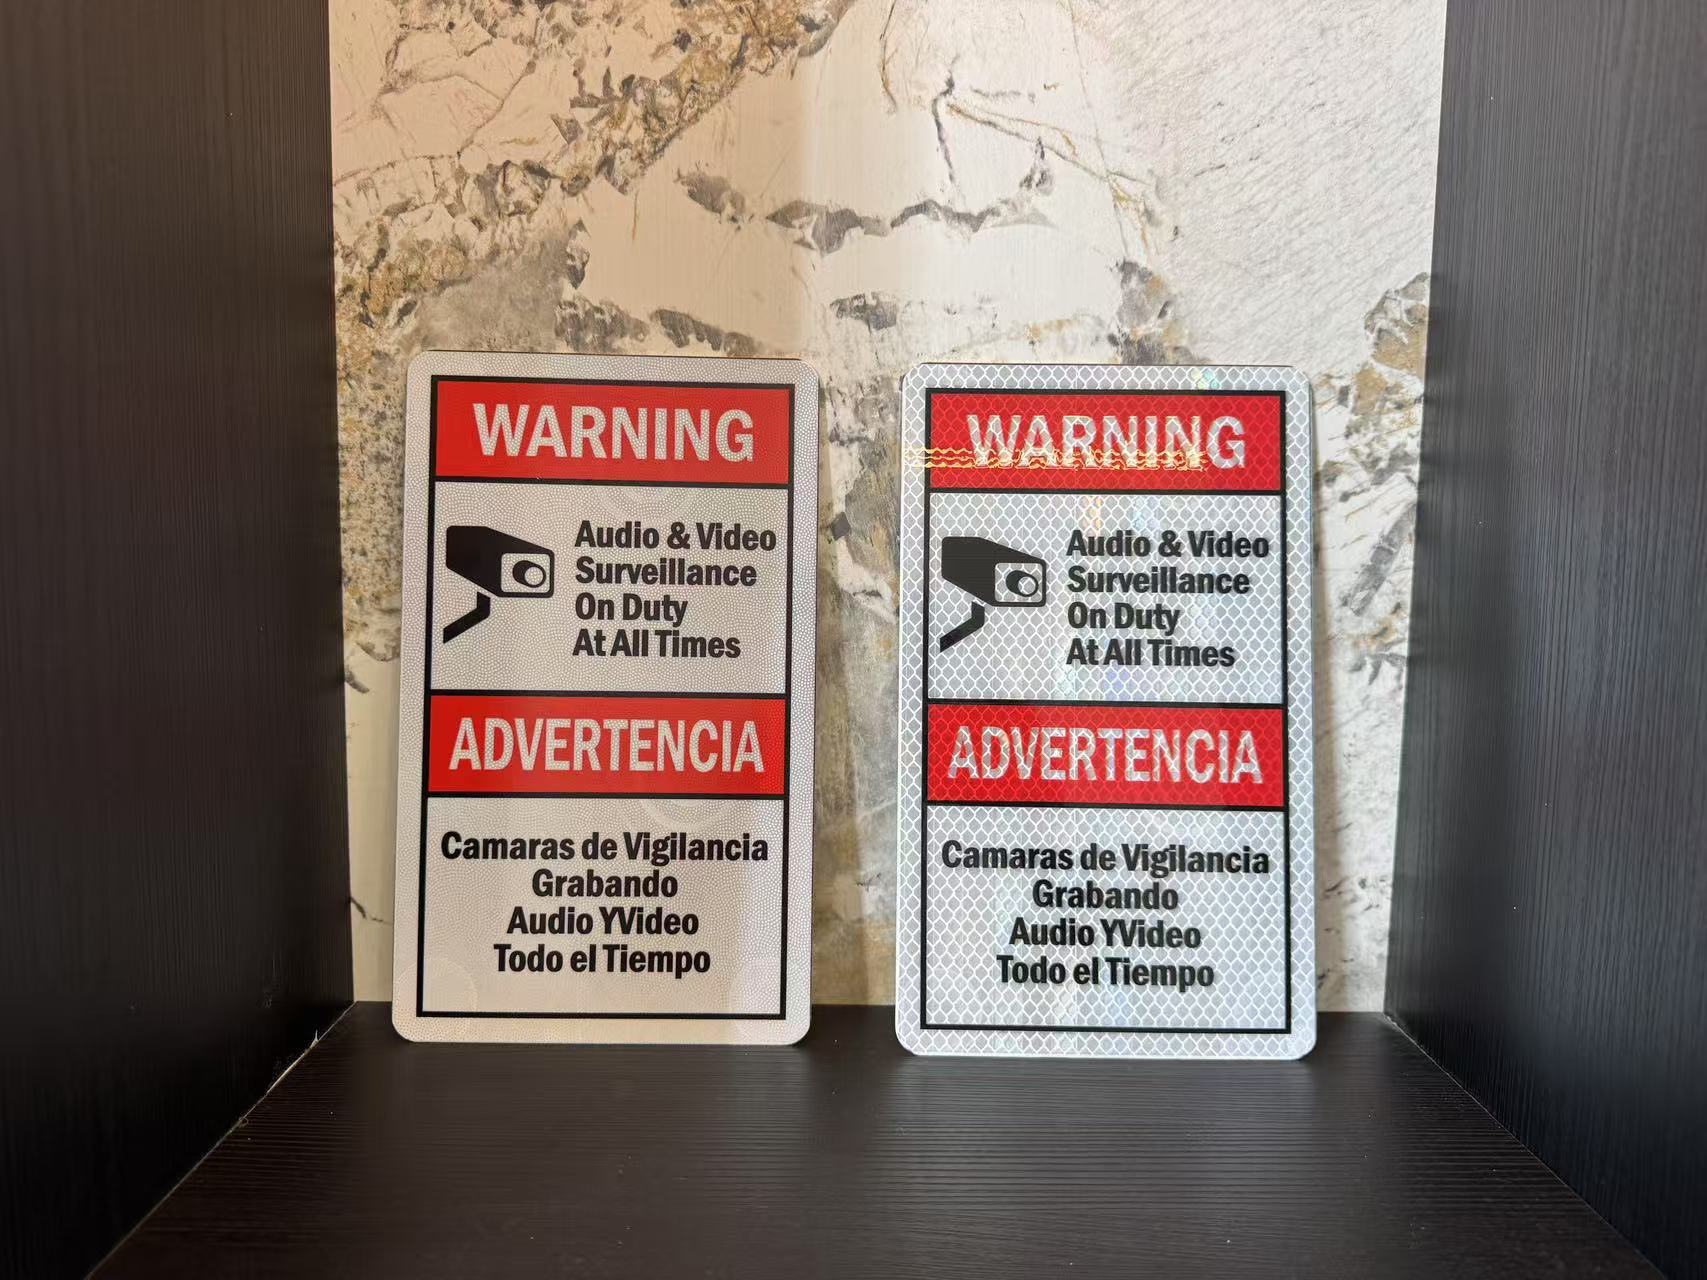 WARNING
Audio & Video
Surveillance
On Duty
At All Times
ADVERTENCIA
Camaras de Vigilancia
Grabando
Audio YVideo
Todo el Tiempo
WARNING
Audio & Video
Surveillance
On Duty
At All Times
ADVERTENCIA
Camaras de Vigilancia
Grabando
Audio YVideo
Todo el Tiempo